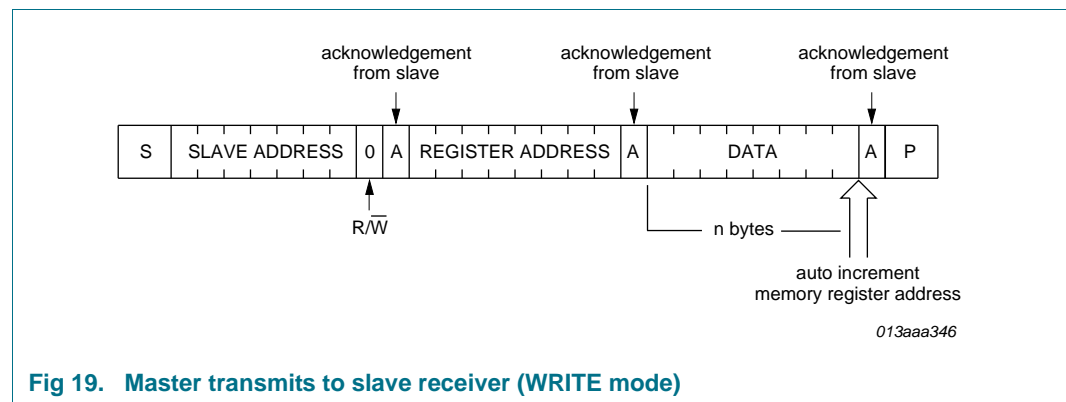 acknowledgement acknowledgement acknowledgement
from slave from slave from slave
S SLAVE ADDRESS 0 A REGISTER ADDRESS A DATA A P
R/W̅
n bytes
auto increment
memory register address
013aaa346
Fig 19. Master transmits to slave receiver (WRITE mode)